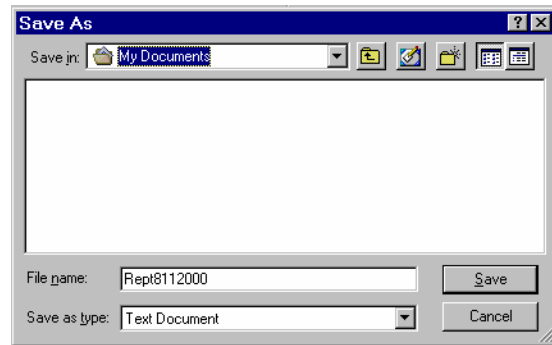 Save As
Save in: My Documents
File name: Rept8112000 Save
Save as type: Text Document Cancel